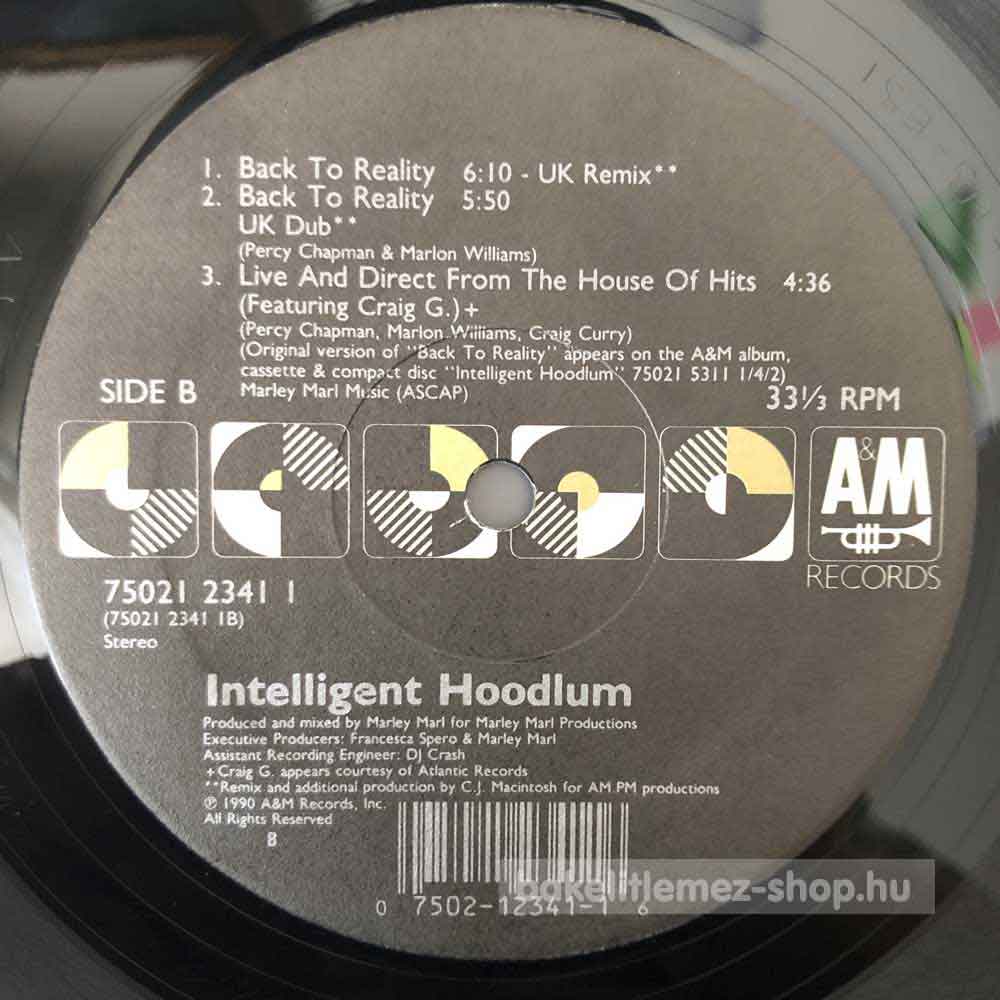 1. Back To Reality 6:10 - UK Remix**
2. Back To Reality 5:50
UK Dub**
(Percy Chapman & Marlon Williams)
3. Live And Direct From The House Of Hits 4:36
(Featuring Craig G.)+
(Percy Chapman, Marlon Williams, Craig Curry)
(Original version of "Back To Reality" appears on the A&M album,
cassette & compact disc "Intelligent Hoodlum" 75021 5311 1/4/2)
Marley Marl Music (ASCAP)
SIDE B
33⅓ RPM
A&M
RECORDS
75021 2341 1
(75021 2341 1B)
Stereo
Intelligent Hoodlum
Produced and mixed by Marley Marl for Marley Marl Productions
Executive Producers: Francesca Spero & Marley Marl
Assistant Recording Engineer: DJ Crash
+Craig G. appears courtesy of Atlantic Records
**Remix and additional production by C.J. Macintosh for AM.PM productions
℗ 1990 A&M Records, Inc.
All Rights Reserved
B
0 7502-12341-1 6
bakelitlemez-shop.hu